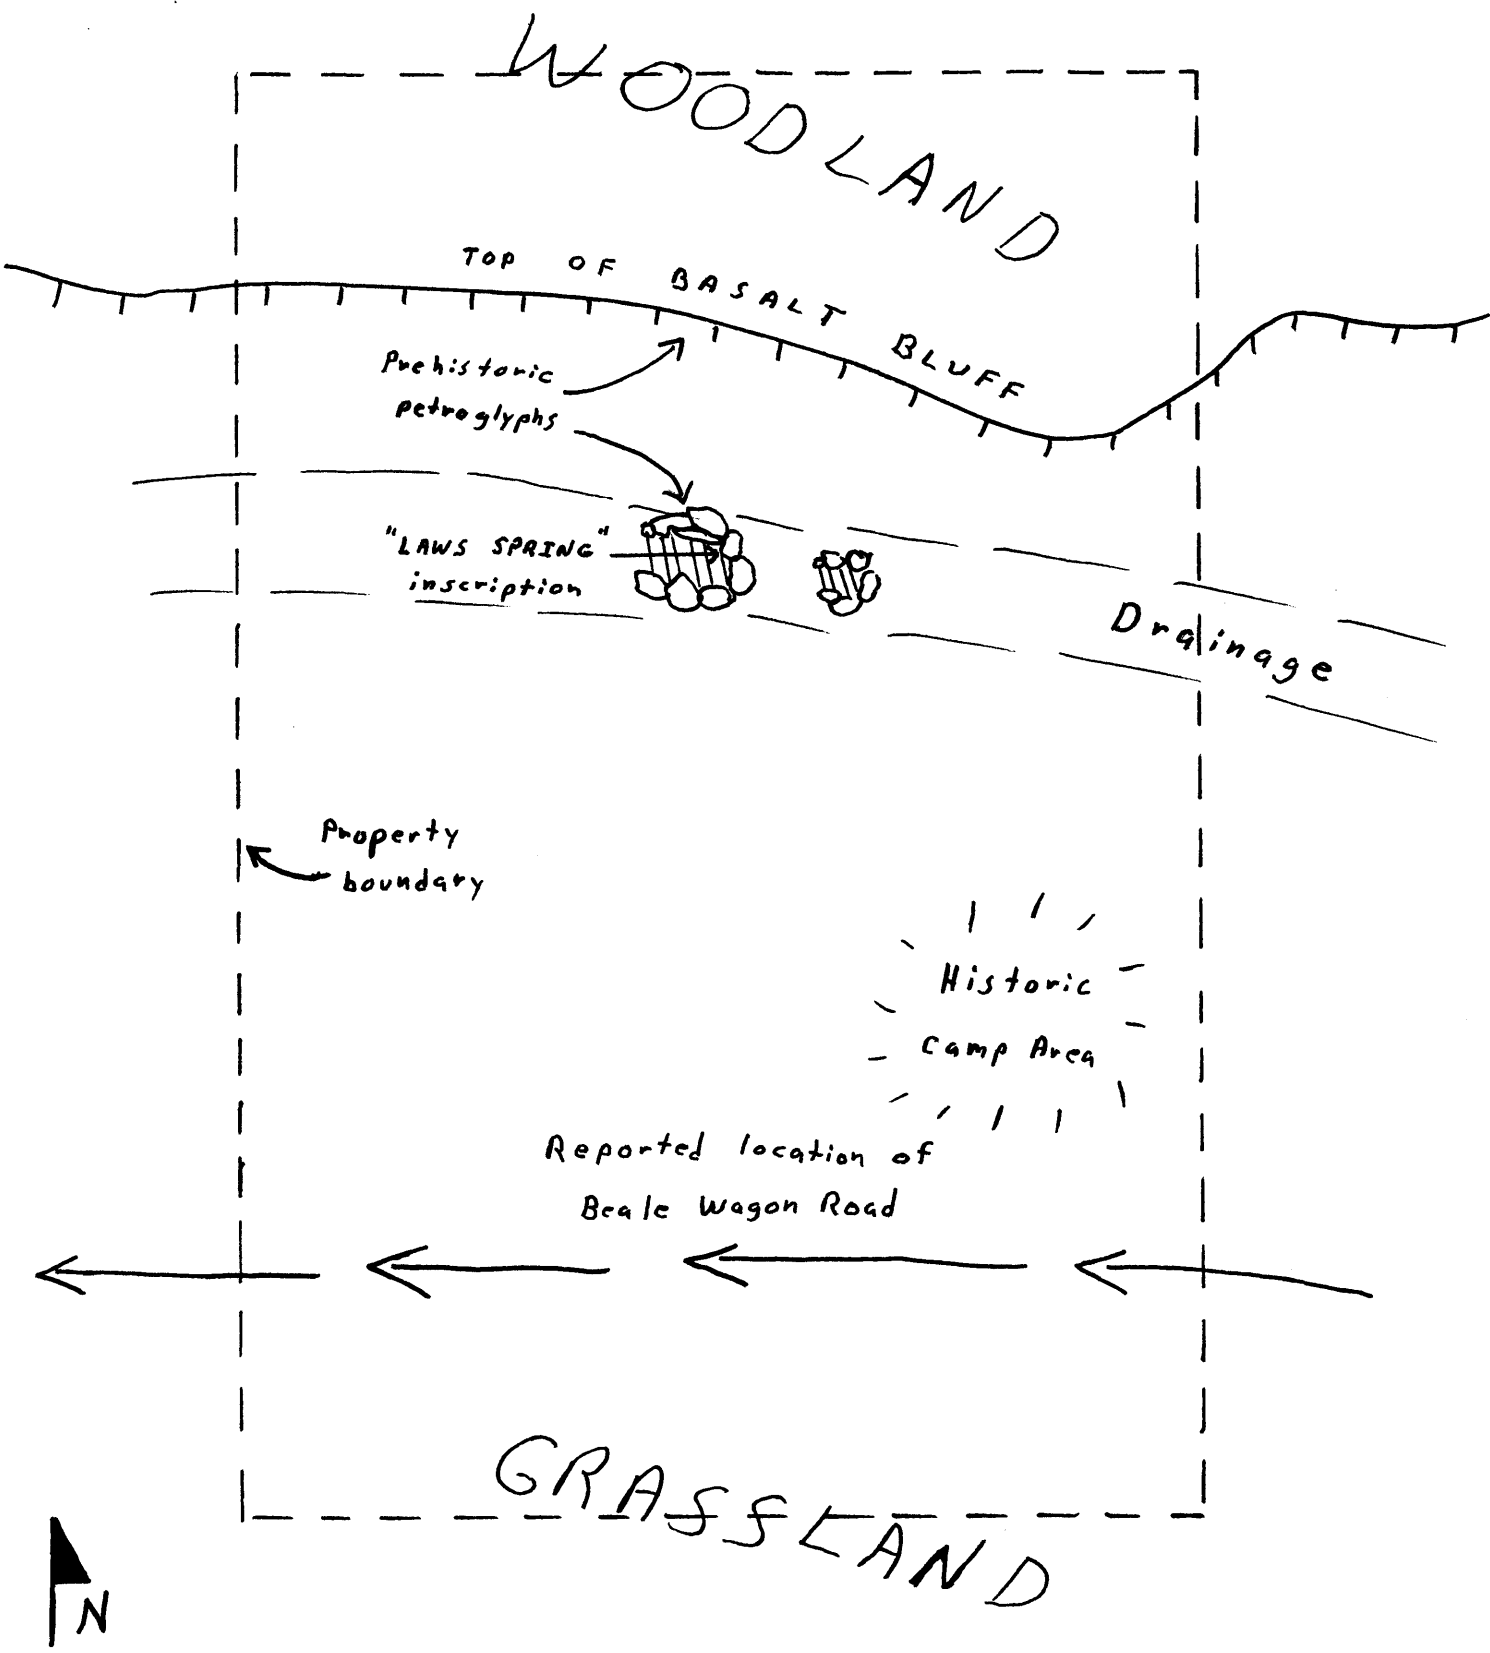 WOODLAND
TOP OF BASALT BLUFF
Prehistoric
petroglyphs
"LAWS SPRING"
inscription
Drainage
Property
boundary
Historic
Camp Area
Reported location of
Beale Wagon Road
GRASSLAND
N